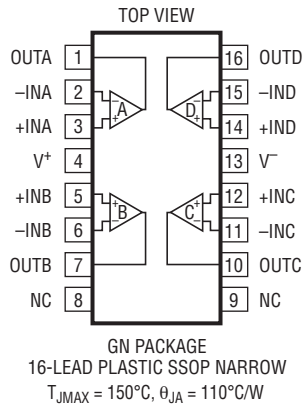 TOP VIEW
OUTA 1 16 OUTD
–INA 2 – A – 15 –IND
+INA 3 + D + 14 +IND
V+ 4 13 V–
+INB 5 + B + 12 +INC
–INB 6 – C – 11 –INC
OUTB 7 10 OUTC
NC 8 9 NC
GN PACKAGE
16-LEAD PLASTIC SSOP NARROW
TJMAX = 150°C, θJA = 110°C/W